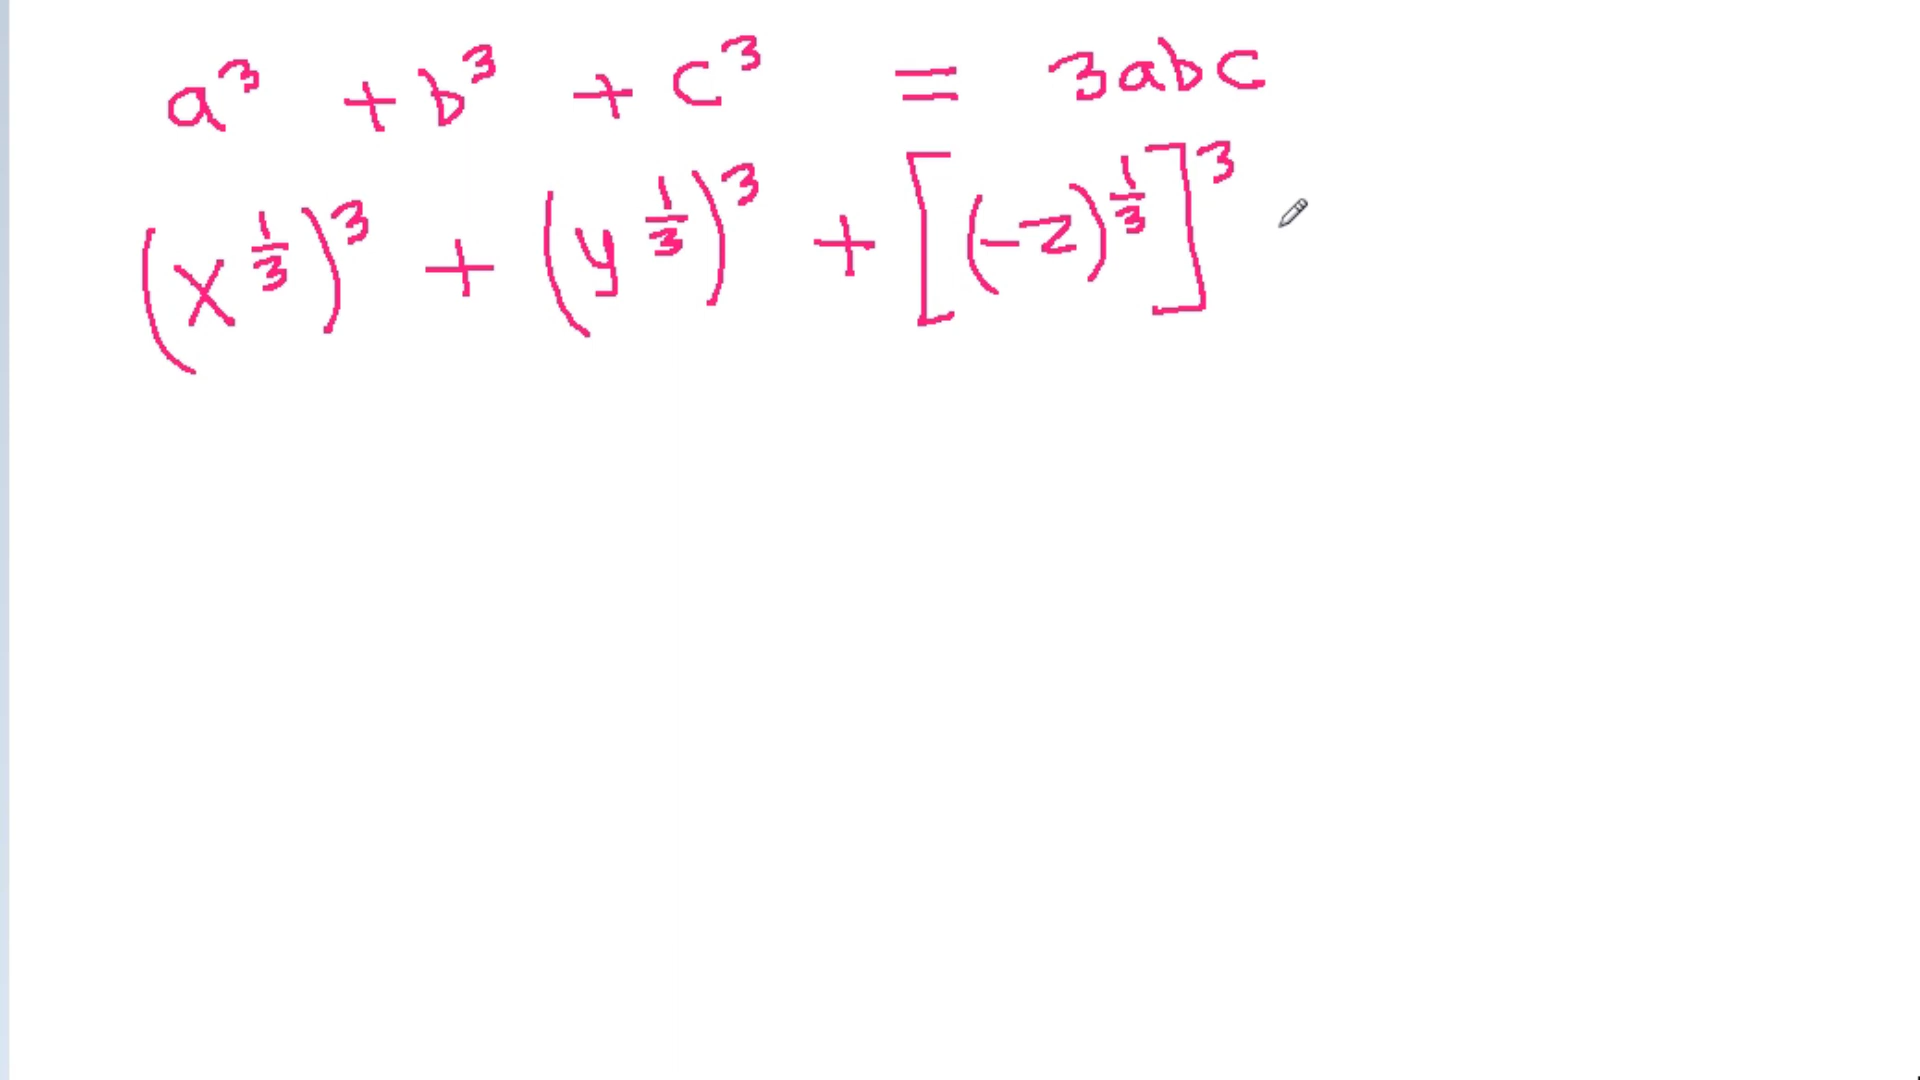 a³ + b³ + c³ = 3abc
(x^{1/3})³ + (y^{1/3})³ + [(-z)^{1/3}]³